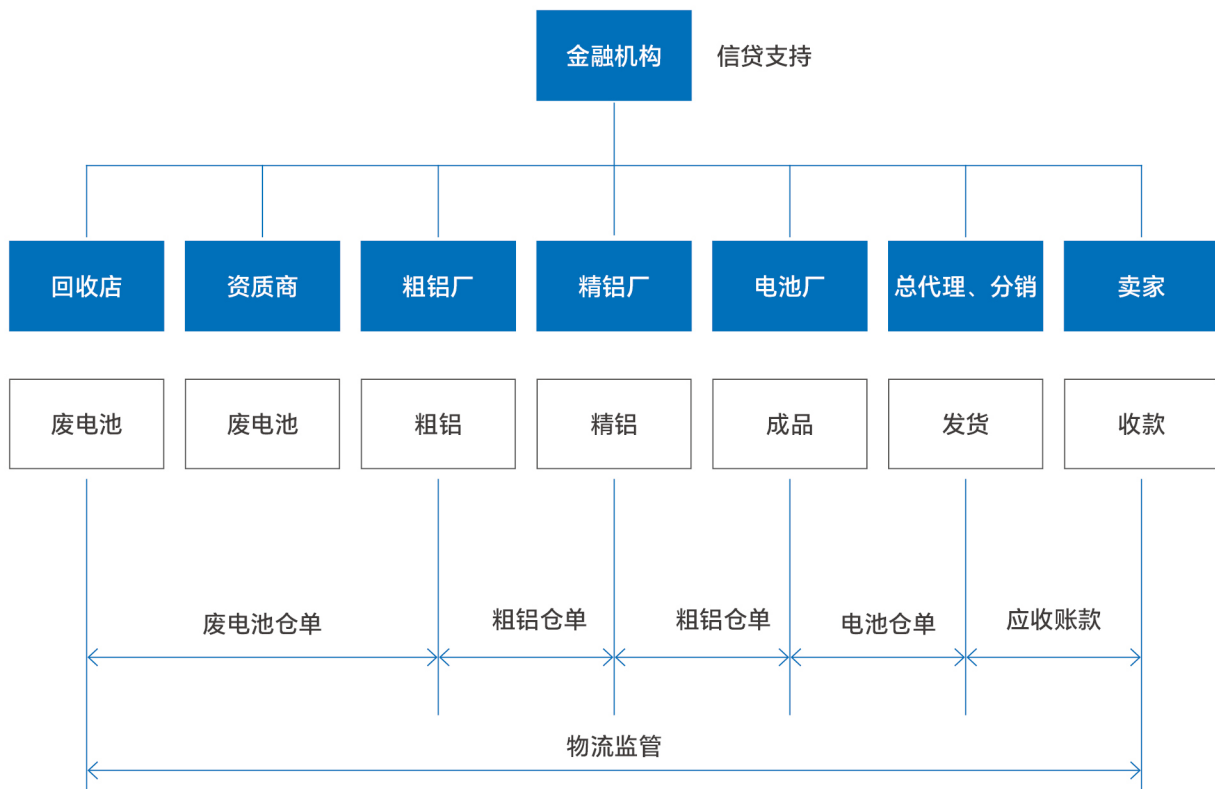 金融机构
信贷支持
回收店
资质商
粗铝厂
精铝厂
电池厂
总代理、分销
卖家
废电池
废电池
粗铝
精铝
成品
发货
收款
废电池仓单
粗铝仓单
粗铝仓单
电池仓单
应收账款
物流监管